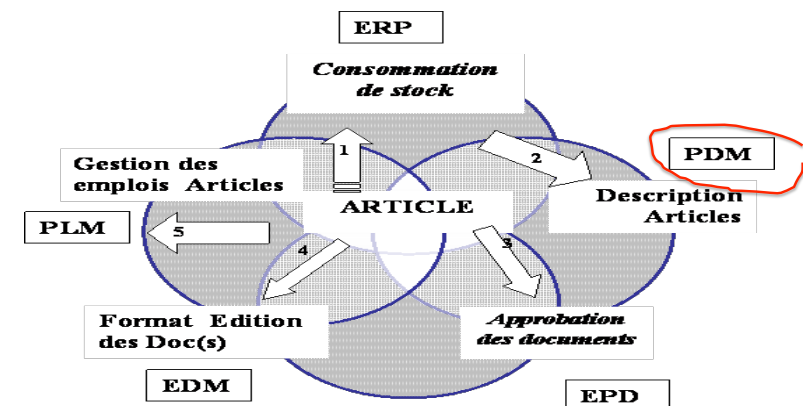 ERP
Consommation
de stock
1
2
PDM
Gestion des
emplois Articles
Description
Articles
ARTICLE
PLM
5
4
3
Format Edition
des Doc(s)
Approbation
des documents
EDM
EPD